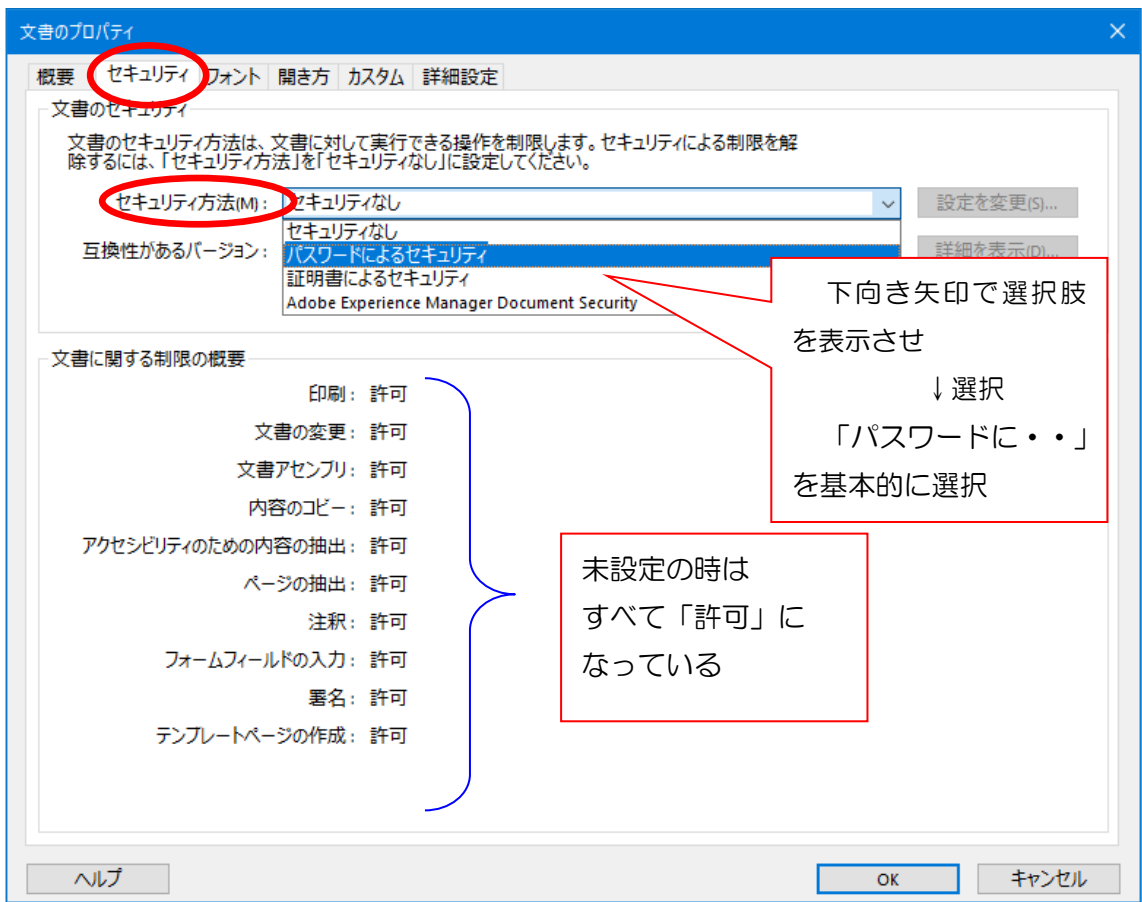 文書のプロパティ
概要 セキュリティ フォント 開き方 カスタム 詳細設定
文書のセキュリティ
文書のセキュリティ方法は、文書に対して実行できる操作を制限します。セキュリティによる制限を解
除するには、「セキュリティ方法」を「セキュリティなし」に設定してください。
セキュリティ方法(M): セキュリティなし 設定を変更(S)...
セキュリティなし
互換性があるバージョン: パスワードによるセキュリティ 詳細を表示(D)...
証明書によるセキュリティ
Adobe Experience Manager Document Security
下向き矢印で選択肢
を表示させ
↓選択
「パスワードに・・」
を基本的に選択
文書に関する制限の概要
印刷: 許可
文書の変更: 許可
文書アセンブリ: 許可
内容のコピー: 許可
アクセシビリティのための内容の抽出: 許可
ページの抽出: 許可
注釈: 許可
フォームフィールドの入力: 許可
署名: 許可
テンプレートページの作成: 許可
未設定の時は
すべて「許可」に
なっている
ヘルプ OK キャンセル